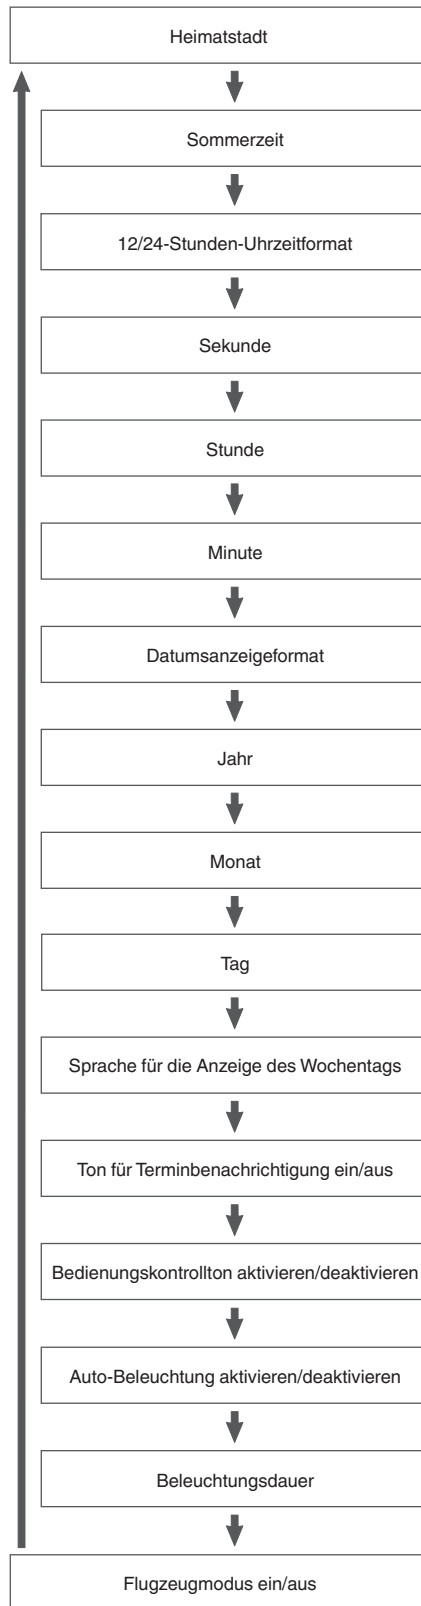 Heimatstadt
Sommerzeit
12/24-Stunden-Uhrzeitformat
Sekunde
Stunde
Minute
Datumsanzeigeformat
Jahr
Monat
Tag
Sprache für die Anzeige des Wochentags
Ton für Terminbenachrichtigung ein/aus
Bedienungskontrollton aktivieren/deaktivieren
Auto-Beleuchtung aktivieren/deaktivieren
Beleuchtungsdauer
Flugzeugmodus ein/aus